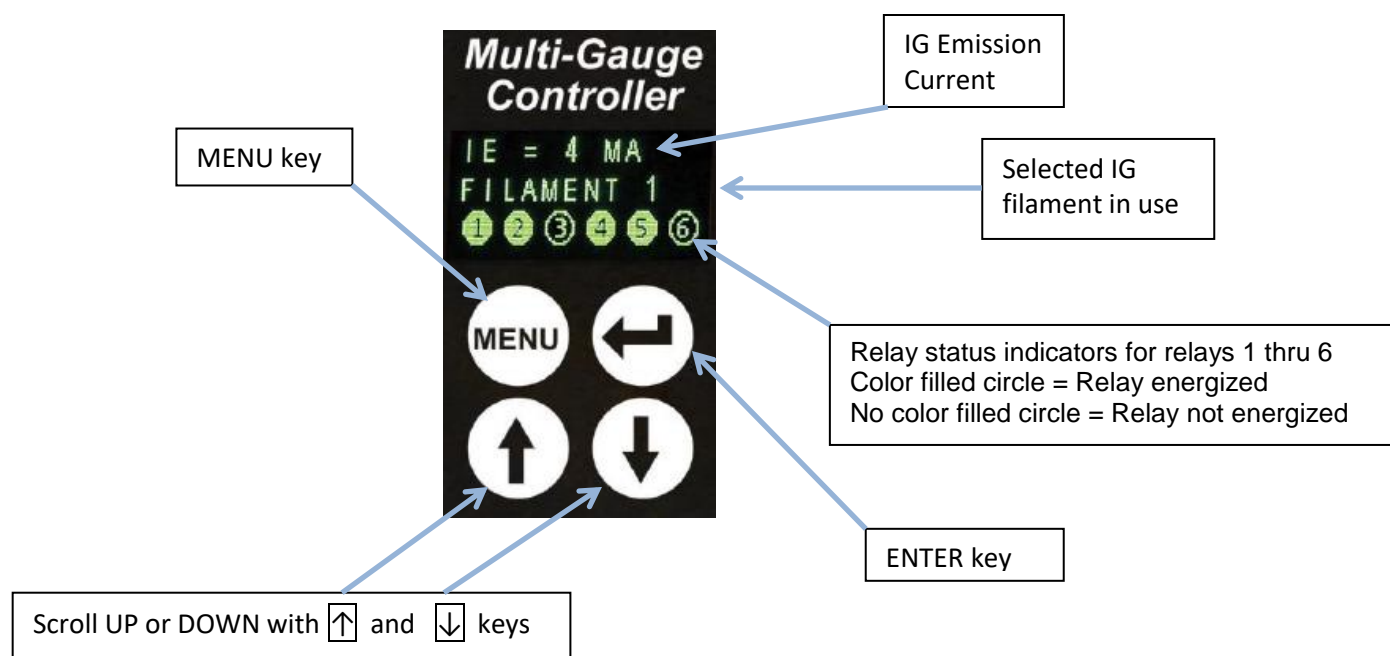 Multi-Gauge
Controller
IE = 4 MA
FILAMENT 1
1 2 3 4 5 6
MENU
IG Emission
Current
MENU key
Selected IG
filament in use
Relay status indicators for relays 1 thru 6
Color filled circle = Relay energized
No color filled circle = Relay not energized
ENTER key
Scroll UP or DOWN with ↑ and ↓ keys